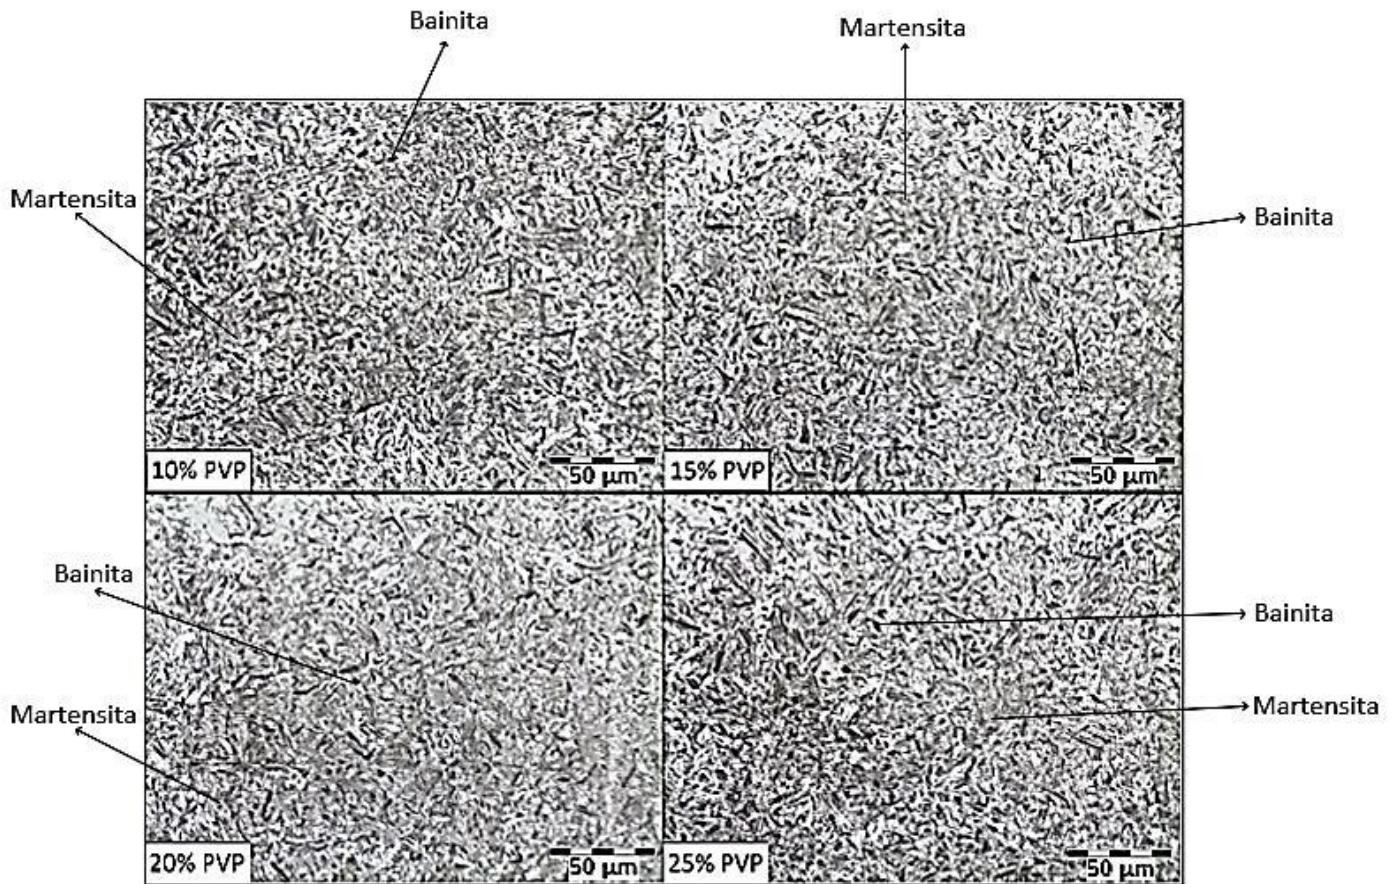 Bainita
Martensita
Martensita
Bainita
10% PVP
50 µm
15% PVP
50 µm
Bainita
Bainita
Martensita
Martensita
20% PVP
50 µm
25% PVP
50 µm